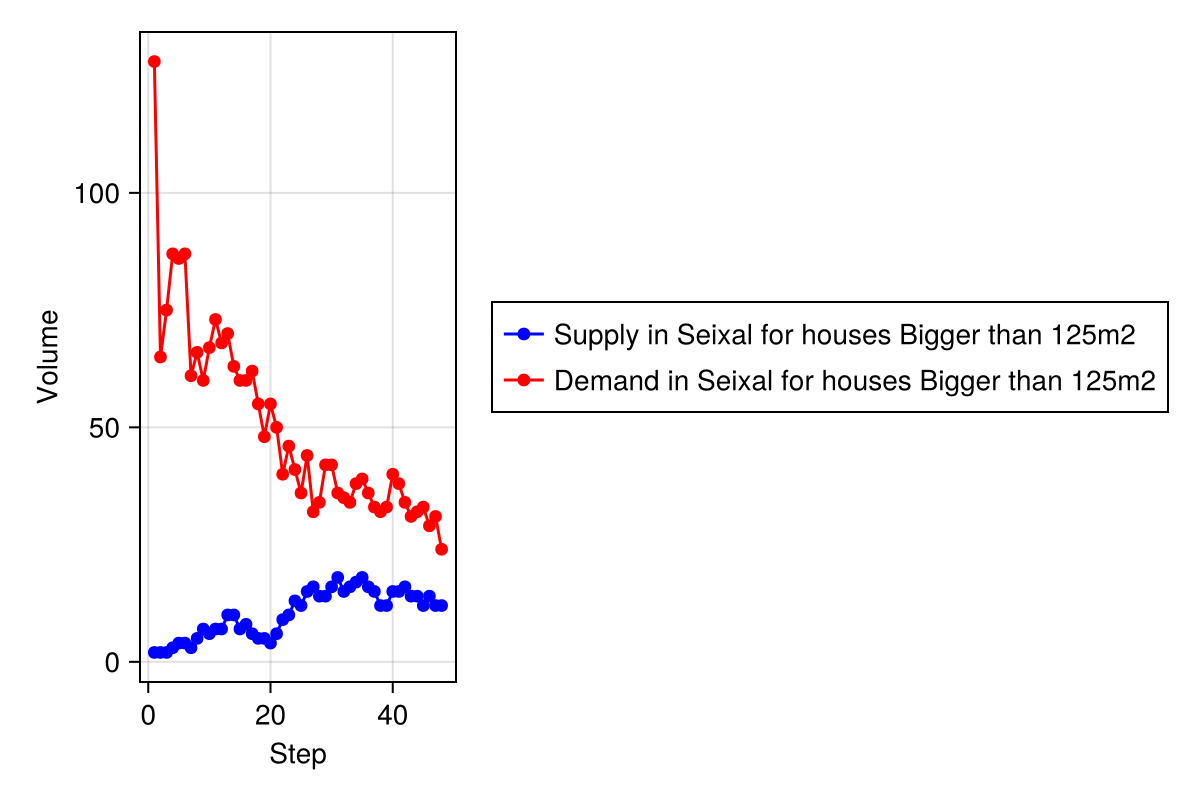 Volume
100
50
0
0 20 40
Step
Supply in Seixal for houses Bigger than 125m2
Demand in Seixal for houses Bigger than 125m2